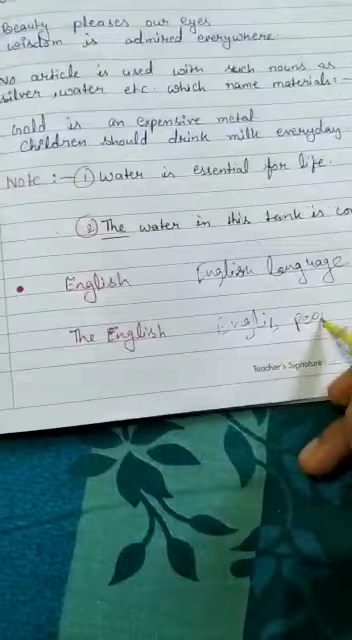 Beauty pleases our eyes
wisdom is admired everywhere
No article is used with such nouns as
silver, water etc. which name materials:-
Gold is an expensive metal
Children should drink milk everyday
Note :- ① Water is essential for life.
② The water in this tank is
• English English language
The English English
Teacher's Signature